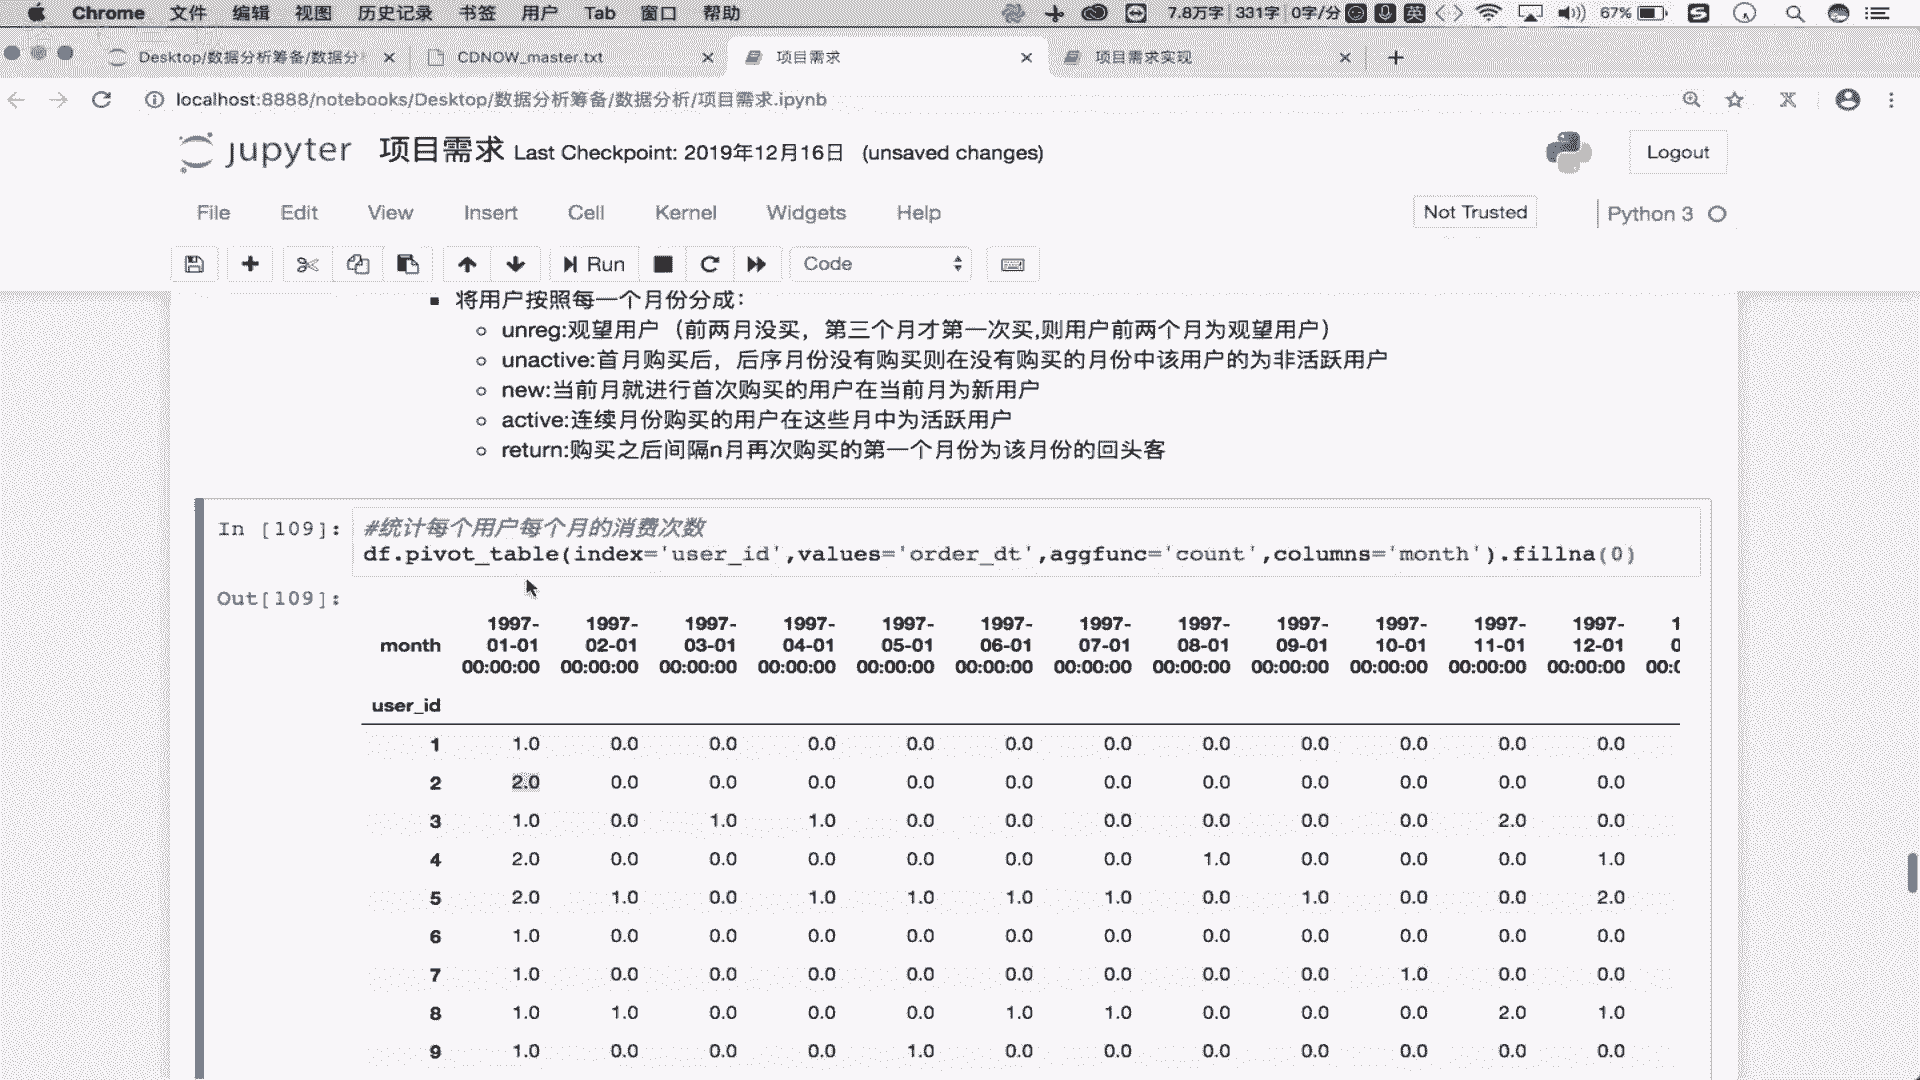 Chrome 文件 编辑 视图 历史记录 书签 用户 Tab 窗口 帮助 7.8万字 331字 0字/分 英 67%
Desktop/数据分析筹备/数据分 CDNOW_master.txt 项目需求 项目需求实现
localhost:8888/notebooks/Desktop/数据分析筹备/数据分析/项目需求.ipynb
jupyter 项目需求 Last Checkpoint: 2019年12月16日 (unsaved changes) Logout
File Edit View Insert Cell Kernel Widgets Help Not Trusted Python 3
Run Code
将用户按照每一个月份分成：
unreg:观望用户（前两月没买，第三个月才第一次买,则用户前两个月为观望用户）
unactive:首月购买后，后序月份没有购买则在没有购买的月份中该用户的为非活跃用户
new:当前月就进行首次购买的用户在当前月为新用户
active:连续月份购买的用户在这些月中为活跃用户
return:购买之后间隔n月再次购买的第一个月份为该月份的回头客
In [109]: #统计每个用户每个月的消费次数
df.pivot_table(index='user_id',values='order_dt',aggfunc='count',columns='month').fillna(0)
Out[109]:
1997- 1997- 1997- 1997- 1997- 1997- 1997- 1997- 1997- 1997- 1997- 1997- 1
month 01-01 02-01 03-01 04-01 05-01 06-01 07-01 08-01 09-01 10-01 11-01 12-01 0
00:00:00 00:00:00 00:00:00 00:00:00 00:00:00 00:00:00 00:00:00 00:00:00 00:00:00 00:00:00 00:00:00 00:00:00 00:0
user_id
1 1.0 0.0 0.0 0.0 0.0 0.0 0.0 0.0 0.0 0.0 0.0 0.0
2 2.0 0.0 0.0 0.0 0.0 0.0 0.0 0.0 0.0 0.0 0.0 0.0
3 1.0 0.0 1.0 1.0 0.0 0.0 0.0 0.0 0.0 0.0 2.0 0.0
4 2.0 0.0 0.0 0.0 0.0 0.0 0.0 1.0 0.0 0.0 0.0 1.0
5 2.0 1.0 0.0 1.0 1.0 1.0 1.0 0.0 1.0 0.0 0.0 2.0
6 1.0 0.0 0.0 0.0 0.0 0.0 0.0 0.0 0.0 0.0 0.0 0.0
7 1.0 0.0 0.0 0.0 0.0 0.0 0.0 0.0 0.0 1.0 0.0 0.0
8 1.0 1.0 0.0 0.0 0.0 1.0 1.0 0.0 0.0 0.0 2.0 1.0
9 1.0 0.0 0.0 0.0 1.0 0.0 0.0 0.0 0.0 0.0 0.0 0.0